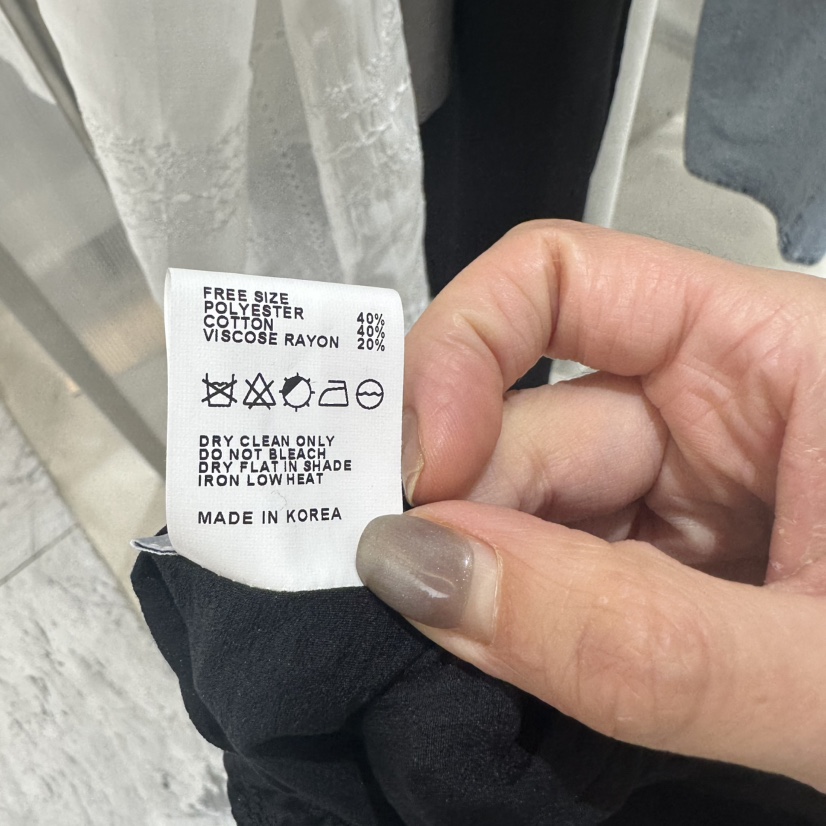 FREE SIZE
POLYESTER 40%
COTTON 40%
VISCOSE RAYON 20%
DRY CLEAN ONLY
DO NOT BLEACH
DRY FLAT IN SHADE
IRON LOW HEAT
MADE IN KOREA